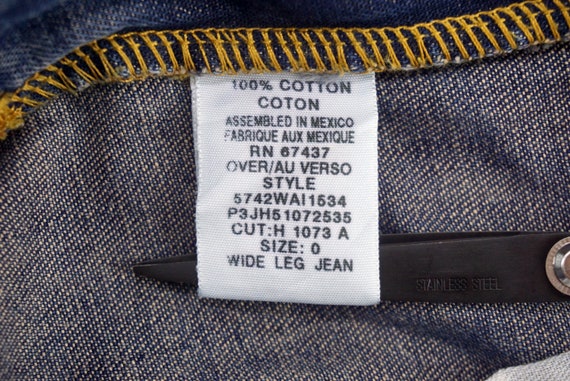 100% COTTON
COTON
ASSEMBLED IN MEXICO
FABRIQUE AUX MEXIQUE
RN 67437
OVER/AU VERSO
STYLE
5742WAI1534
P3JH51072535
CUT:H 1073 A
SIZE: 0
WIDE LEG JEAN
STAINLESS STEEL